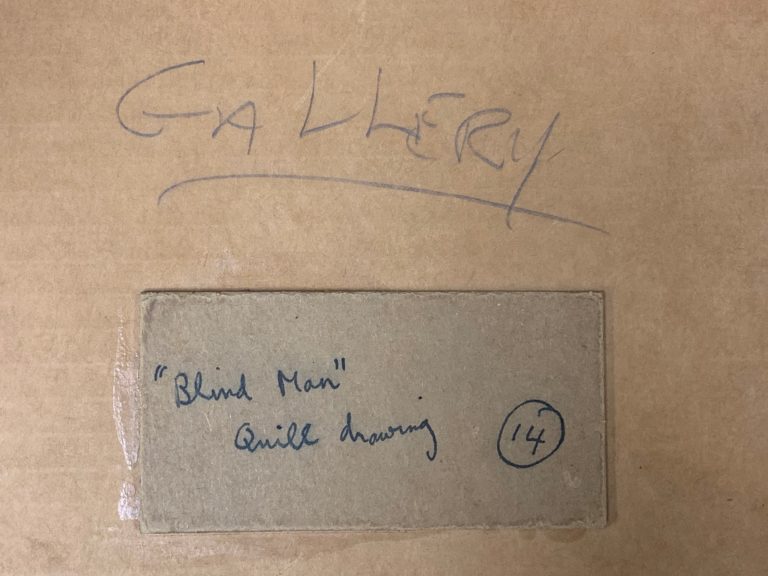 GALLERY
"Blind Man"
Quill drawing 14